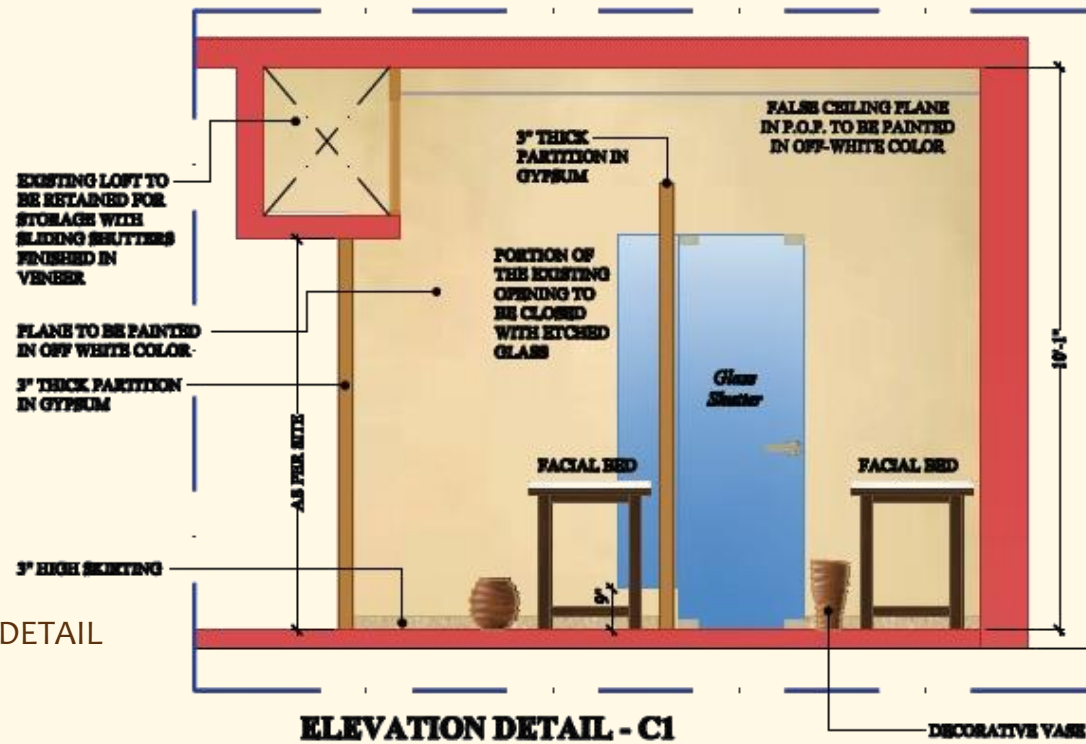 FALSE CEILING PLANE
IN P.O.P. TO BE PAINTED
IN OFF-WHITE COLOR
3" THICK
PARTITION IN
GYPSUM
EXISTING LOFT TO
BE RETAINED FOR
STORAGE WITH
SLIDING SHUTTERS
FINISHED IN
VENEER
PORTION OF
THE EXISTING
OPENING TO
BE CLOSED
WITH ETCHED
GLASS
PLANE TO BE PAINTED
IN OFF WHITE COLOR
3" THICK PARTITION
IN GYPSUM
10'-1"
Glass
Shutter
AS PER SITE
FACIAL BED
FACIAL BED
3" HIGH SKIRTING
9"
DETAIL
ELEVATION DETAIL - C1
DECORATIVE VASE